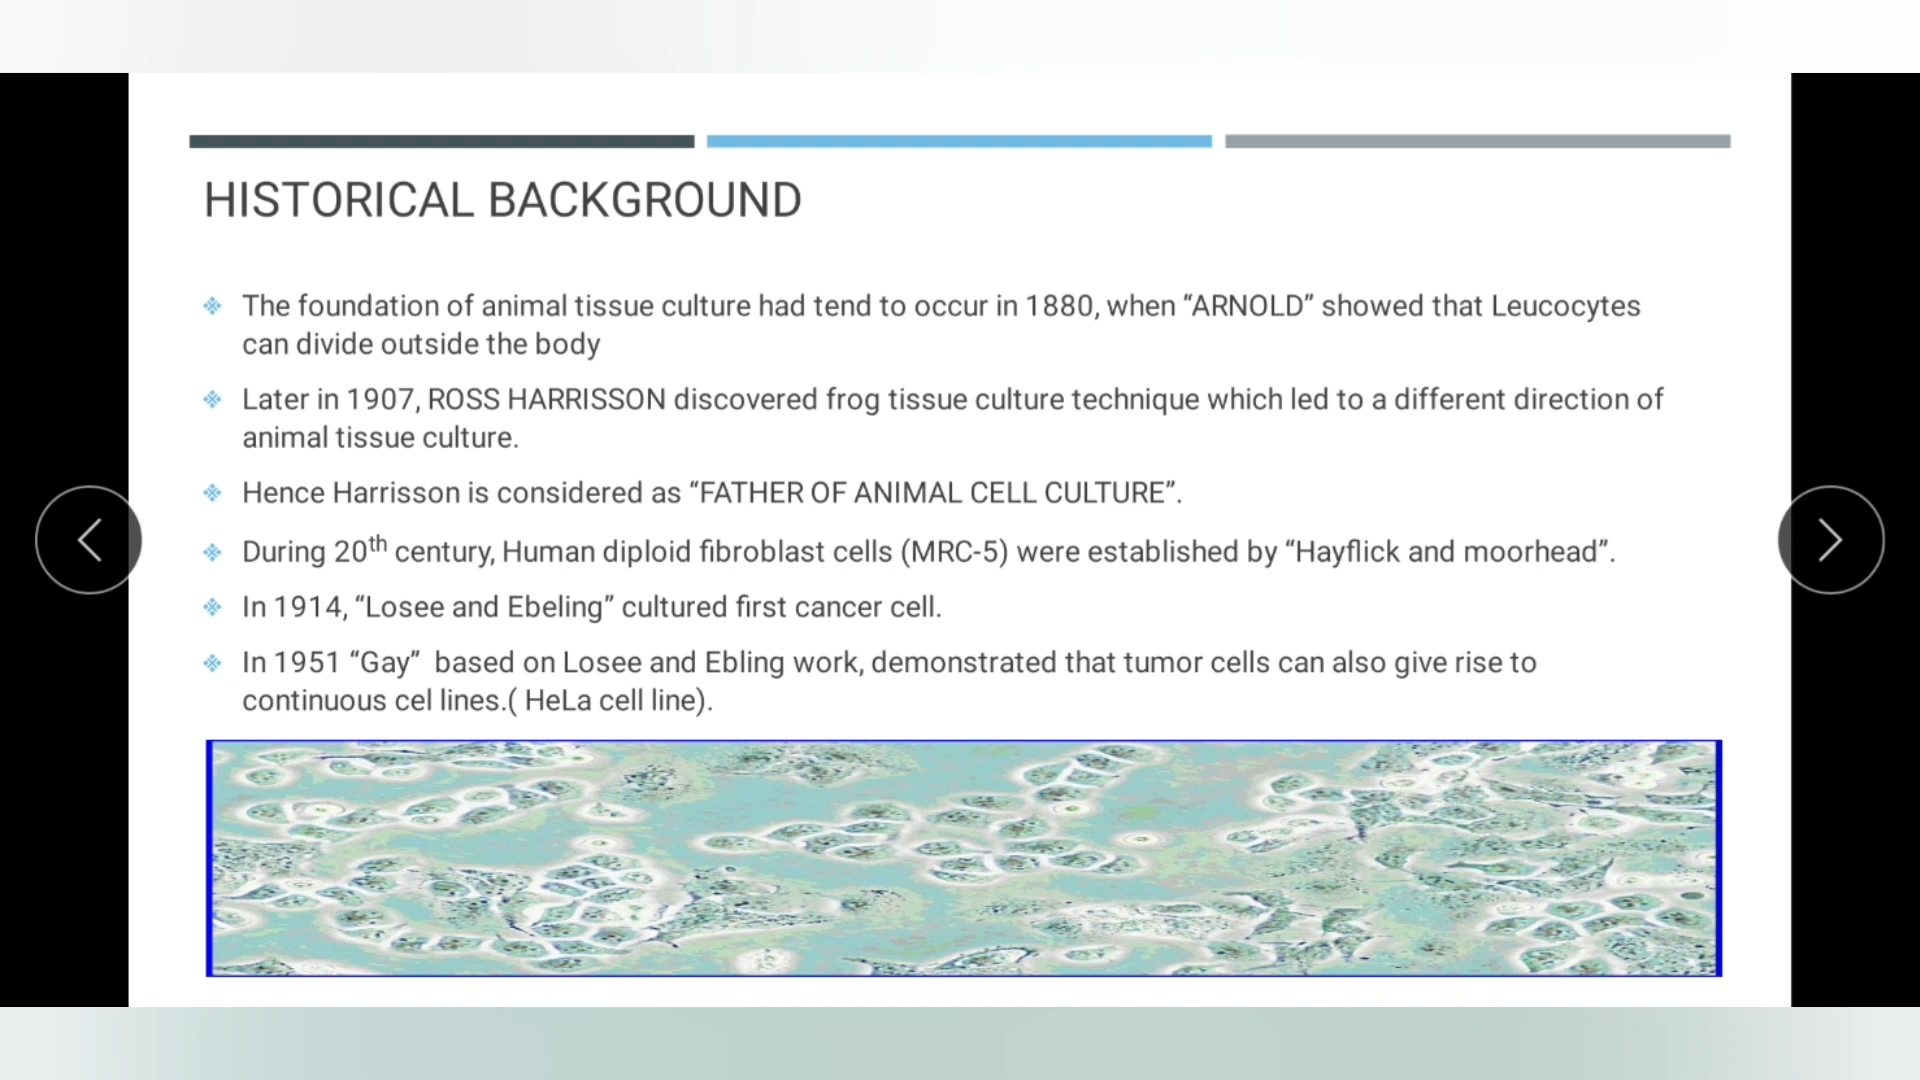 HISTORICAL BACKGROUND
The foundation of animal tissue culture had tend to occur in 1880, when “ARNOLD” showed that Leucocytes
can divide outside the body
Later in 1907, ROSS HARRISSON discovered frog tissue culture technique which led to a different direction of
animal tissue culture.
Hence Harrisson is considered as “FATHER OF ANIMAL CELL CULTURE”.
During 20th century, Human diploid fibroblast cells (MRC-5) were established by “Hayflick and moorhead”.
In 1914, “Losee and Ebeling” cultured first cancer cell.
In 1951 “Gay”  based on Losee and Ebling work, demonstrated that tumor cells can also give rise to
continuous cel lines.( HeLa cell line).